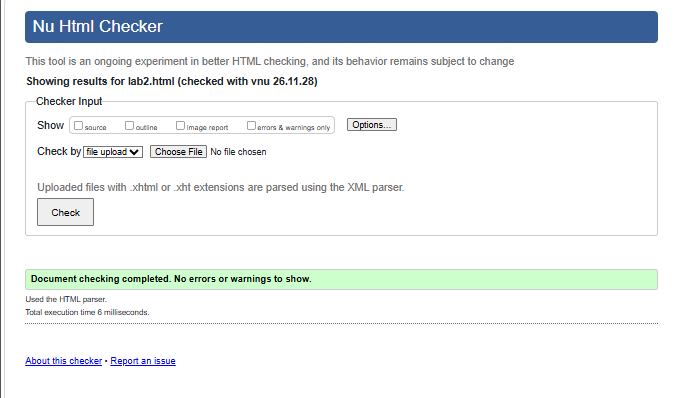 Nu Html Checker
This tool is an ongoing experiment in better HTML checking, and its behavior remains subject to change
Showing results for lab2.html (checked with vnu 26.11.28)
Checker Input
Show source outline image report errors & warnings only Options...
Check by file upload Choose File No file chosen
Uploaded files with .xhtml or .xht extensions are parsed using the XML parser.
Check
Document checking completed. No errors or warnings to show.
Used the HTML parser.
Total execution time 6 milliseconds.
About this checker • Report an issue